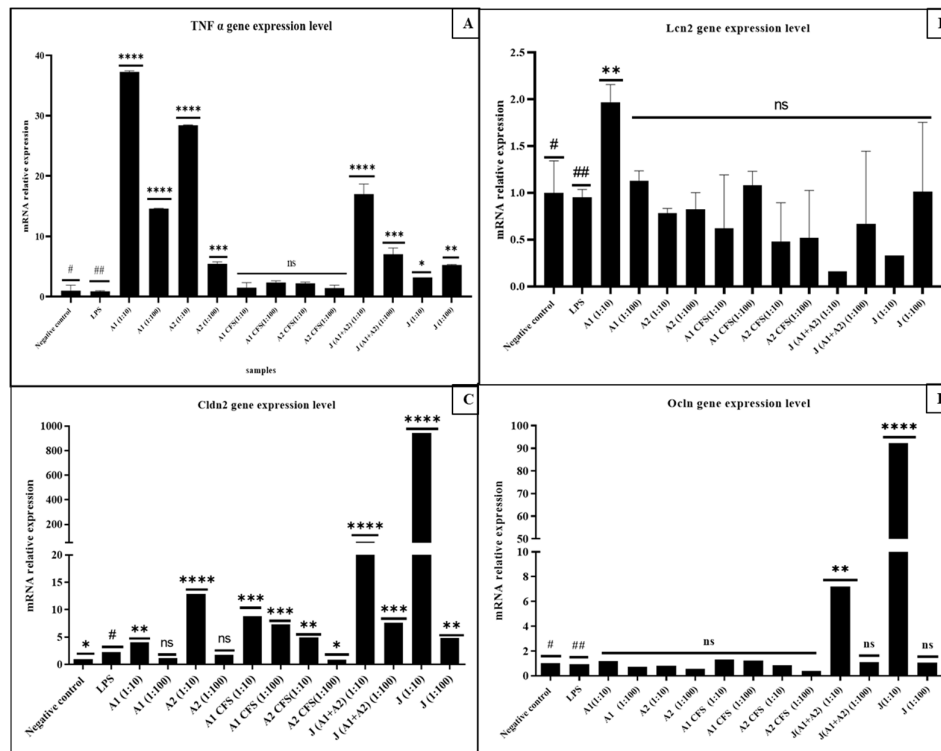 TNF α gene expression level
A
mRNA relative expression
40
30
20
10
0
#
##
****
****
****
***
ns
****
***
*
**
Negative control
LPS
A1 (1:10)
A1 (1:100)
A2 (1:10)
A2 (1:100)
A1 CFS(1:10)
A1 CFS(1:100)
A2 CFS(1:10)
A2 CFS(1:100)
J (A1+A2) (1:10)
J (A1+A2) (1:100)
J (1:10)
J (1:100)
samples
Lcn2 gene expression level
mRNA relative expression
2.5
2.0
1.5
1.0
0.5
0.0
#
##
**
ns
Negative control
LPS
A1 (1:10)
A1 (1:100)
A2 (1:10)
A2 (1:100)
A1 CFS(1:10)
A1 CFS(1:100)
A2 CFS(1:10)
A2 CFS(1:100)
J (A1+A2) (1:10)
J (A1+A2) (1:100)
J (1:10)
J (1:100)
Cldn2 gene expression level
C
mRNA relative expression
1000
800
600
400
200
20
15
10
5
0
*
#
**
ns
****
ns
***
***
**
*
****
***
****
**
Negative control
LPS
A1 (1:10)
A1 (1:100)
A2 (1:10)
A2 (1:100)
A1 CFS (1:10)
A1 CFS (1:100)
A2 CFS(1:10)
A2 CFS(1:100)
J (A1+A2) (1:10)
J (A1+A2) (1:100)
J (1:10)
J (1:100)
Ocln gene expression level
mRNA relative expression
100
90
80
70
60
50
10
8
6
4
2
0
#
##
ns
**
ns
****
ns
Negative control
LPS
A1(1:10)
A1 (1:100)
A2 (1:10)
A2 (1:100)
A1 CFS (1:10)
A1 CFS (1:100)
A2 CFS (1:10)
A2 CFS (1:100)
J(A1+A2) (1:10)
J(A1+A2) (1:100)
J(1:10)
J (1:100)